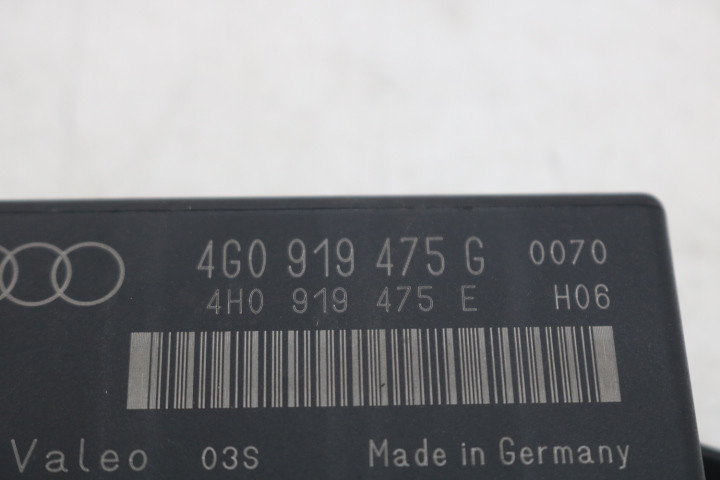 4G0 919 475 G 0070
4H0 919 475 E H06
Valeo 03S Made in Germany